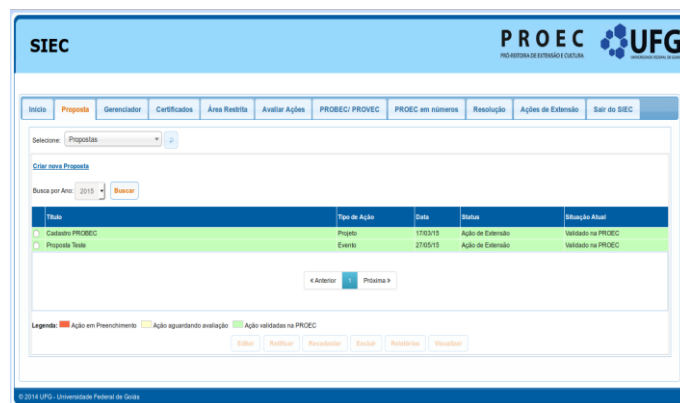 SIEC
PROEC
PRÓ-REITORIA DE EXTENSÃO E CULTURA
UFG
UNIVERSIDADE FEDERAL DE GOIÁS
Início Proposta Gerenciador Certificados Área Restrita Avaliar Ações PROBEC/ PROVEC PROEC em números Resolução Ações de Extensão Sair do SIEC
Selecione: Propostas
Criar nova Proposta
Busca por Ano: 2015 Buscar
Título Tipo de Ação Data Status Situação Atual
Cadastro PROBEC Projeto 17/03/15 Ação de Extensão Validado na PROEC
Proposta Teste Evento 27/05/15 Ação de Extensão Validado na PROEC
« Anterior 1 Próxima »
Legenda: Ação em Preenchimento Ação aguardando avaliação Ação validadas na PROEC
Editar Retificar Recadastrar Excluir Relatórios Visualizar
© 2014 UFG - Universidade Federal de Goiás